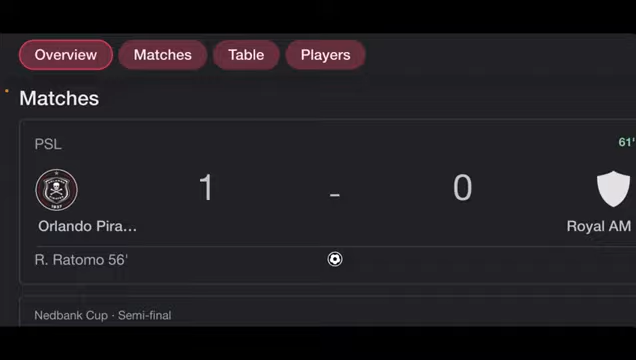 Overview Matches Table Players
Matches
PSL 61'
1 - 0
Orlando Pira... Royal AM
R. Ratomo 56'
Nedbank Cup · Semi-final